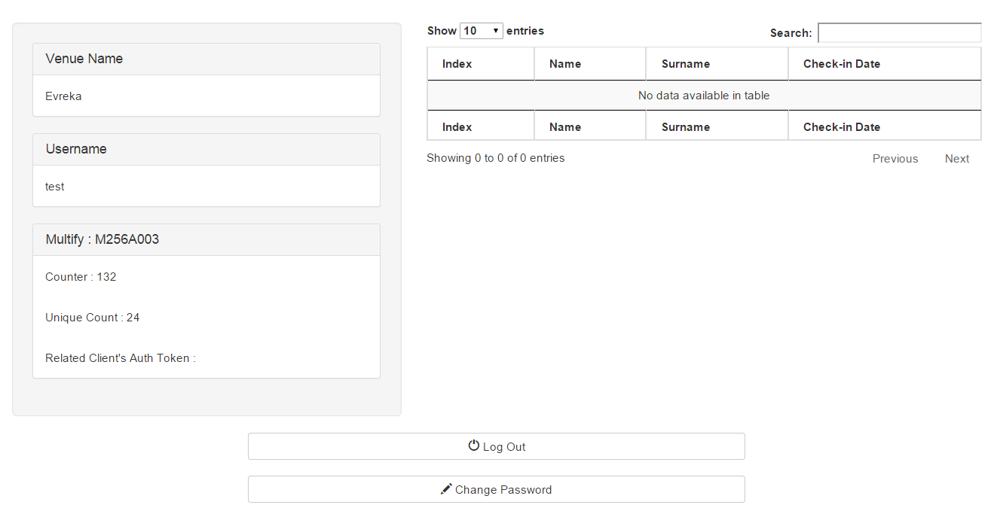 Venue Name
Evreka
Username
test
Multify : M256A003
Counter : 132
Unique Count : 24
Related Client's Auth Token :
Show 10 entries
Search:
Index Name Surname Check-in Date
No data available in table
Index Name Surname Check-in Date
Showing 0 to 0 of 0 entries
Previous Next
Log Out
Change Password